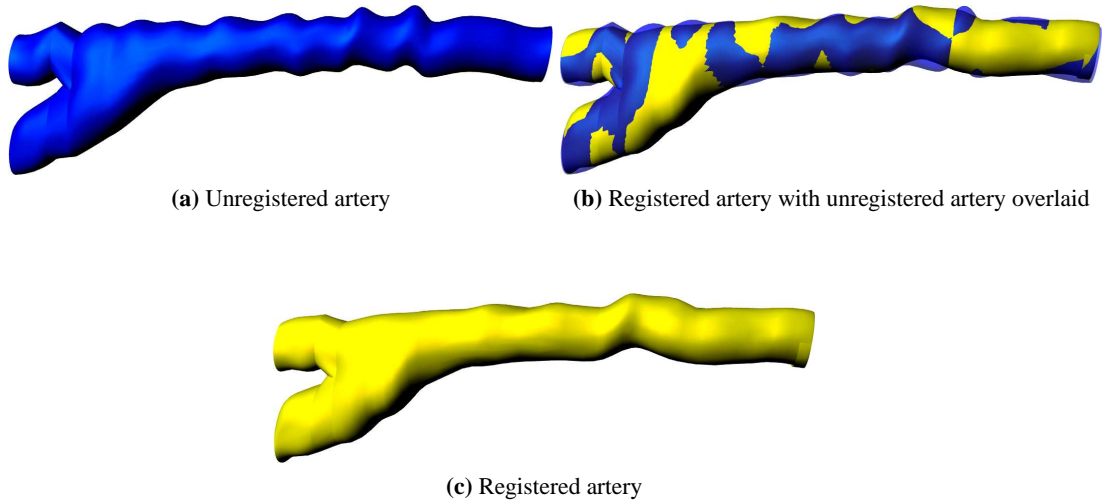 (a) Unregistered artery
(b) Registered artery with unregistered artery overlaid
(c) Registered artery